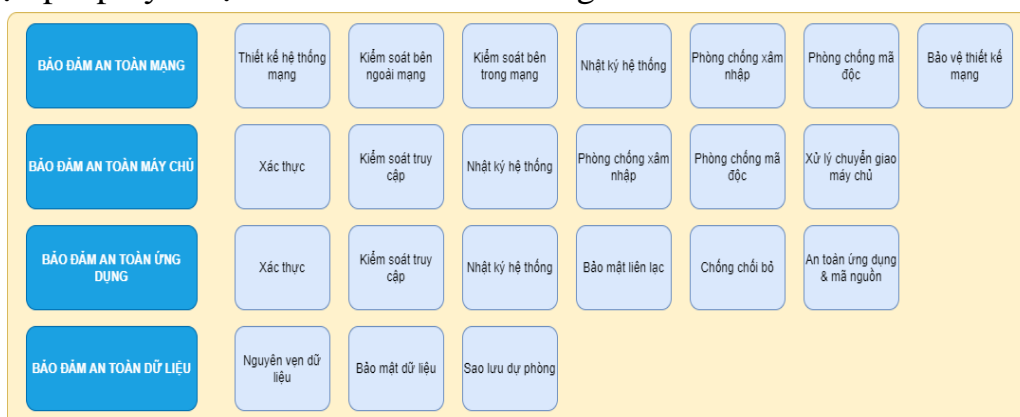 BẢO ĐẢM AN TOÀN MẠNG
Thiết kế hệ thống
mạng
Kiểm soát bên
ngoài mạng
Kiểm soát bên
trong mạng
Nhật ký hệ thống
Phòng chống xâm
nhập
Phòng chống mã
độc
Bảo vệ thiết kế
mạng
BẢO ĐẢM AN TOÀN MÁY CHỦ
Xác thực
Kiểm soát truy
cập
Nhật ký hệ thống
Phòng chống xâm
nhập
Phòng chống mã
độc
Xử lý chuyển giao
máy chủ
BẢO ĐẢM AN TOÀN ỨNG
DỤNG
Xác thực
Kiểm soát truy
cập
Nhật ký hệ thống
Bảo mật liên lạc
Chống chối bỏ
An toàn ứng dụng
& mã nguồn
BẢO ĐẢM AN TOÀN DỮ LIỆU
Nguyên vẹn dữ
liệu
Bảo mật dữ liệu
Sao lưu dự phòng